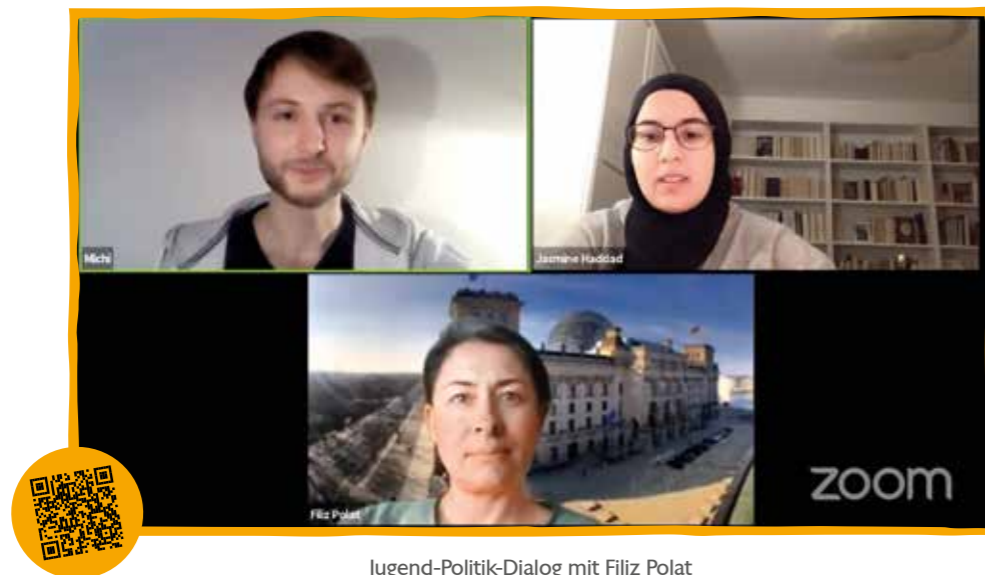 Michi
Jasmine Haddad
Filiz Polat
zoom
Jugend-Politik-Dialog mit Filiz Polat